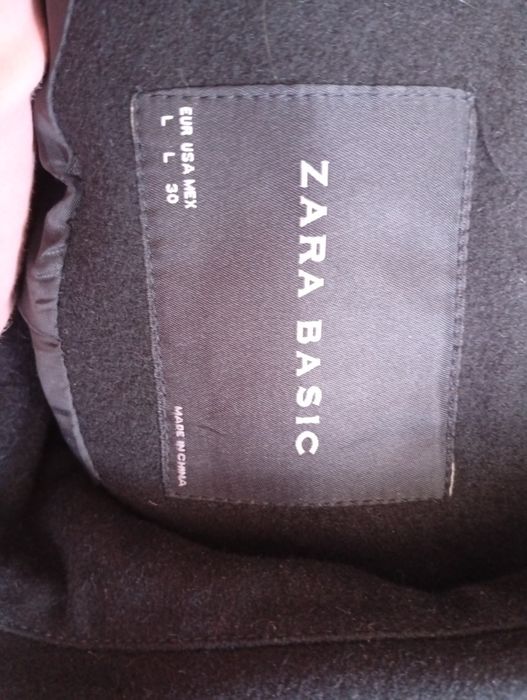 ZARA BASIC
EUR USA MEX
L L 30
MADE IN CHINA